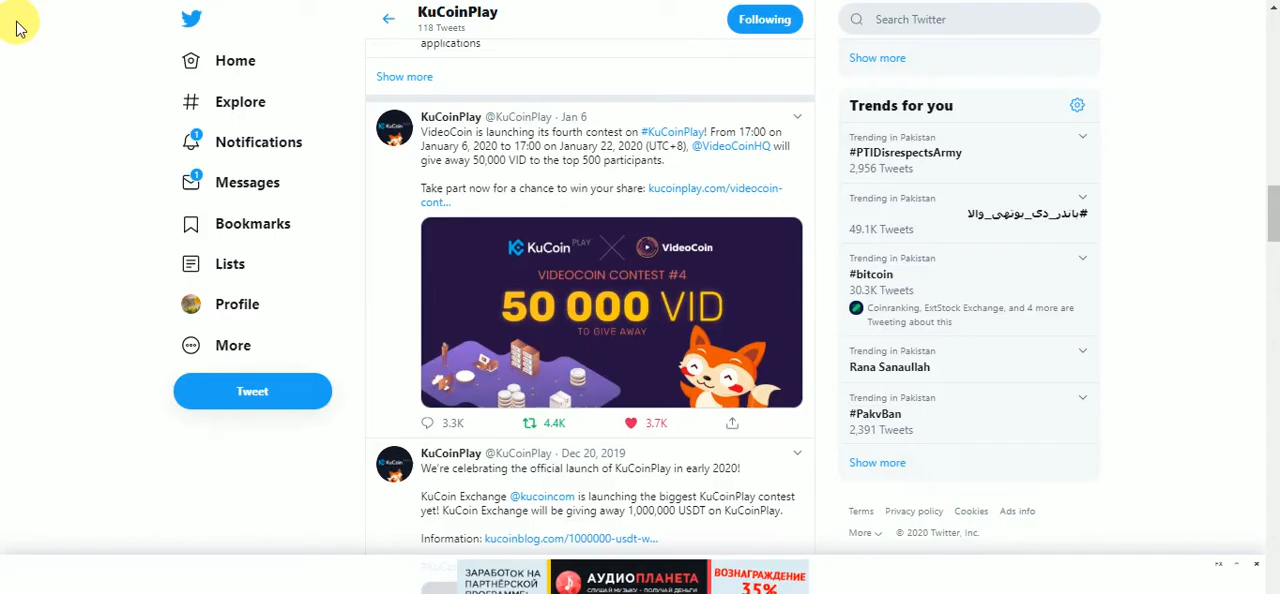 Home
Explore
1
Notifications
1
Messages
Bookmarks
Lists
Profile
More
Tweet
KuCoinPlay
118 Tweets
Following
applications
Show more
KuCoinPlay @KuCoinPlay · Jan 6
VideoCoin is launching its fourth contest on #KuCoinPlay! From 17:00 on
January 6, 2020 to 17:00 on January 22, 2020 (UTC+8), @VideoCoinHQ will
give away 50,000 VID to the top 500 participants.
Take part now for a chance to win your share: kucoinplay.com/videocoin-
cont...
KuCoin PLAY VideoCoin
VIDEOCOIN CONTEST #4
50 000 VID
TO GIVE AWAY
3.3K 4.4K 3.7K
KuCoin
KuCoinPlay @KuCoinPlay · Dec 20, 2019
We're celebrating the official launch of KuCoinPlay in early 2020!
KuCoin Exchange @kucoincom is launching the biggest KuCoinPlay contest
yet! KuCoin Exchange will be giving away 1,000,000 USDT on KuCoinPlay.
Information: kucoinblog.com/1000000-usdt-w...
Search Twitter
Show more
Trends for you
Trending in Pakistan
#PTIDisrespectsArmy
2,956 Tweets
Trending in Pakistan
#باندر_دی_بوتھی_والا
49.1K Tweets
Trending in Pakistan
#bitcoin
30.3K Tweets
Coinranking, ExtStock Exchange, and 4 more are
Tweeting about this
Trending in Pakistan
Rana Sanaullah
Trending in Pakistan
#PakvBan
2,391 Tweets
Show more
Terms Privacy policy Cookies Ads info
More © 2020 Twitter, Inc.
ЗАРАБОТОК НА
ПАРТНЁРСКОЙ
ПРОГРАММЕ!
АУДИОПЛАНЕТА
СЛУШАЙ МУЗЫКУ - ПОЛУЧАЙ ДЕНЬГИ
ВОЗНАГРАЖДЕНИЕ
35%